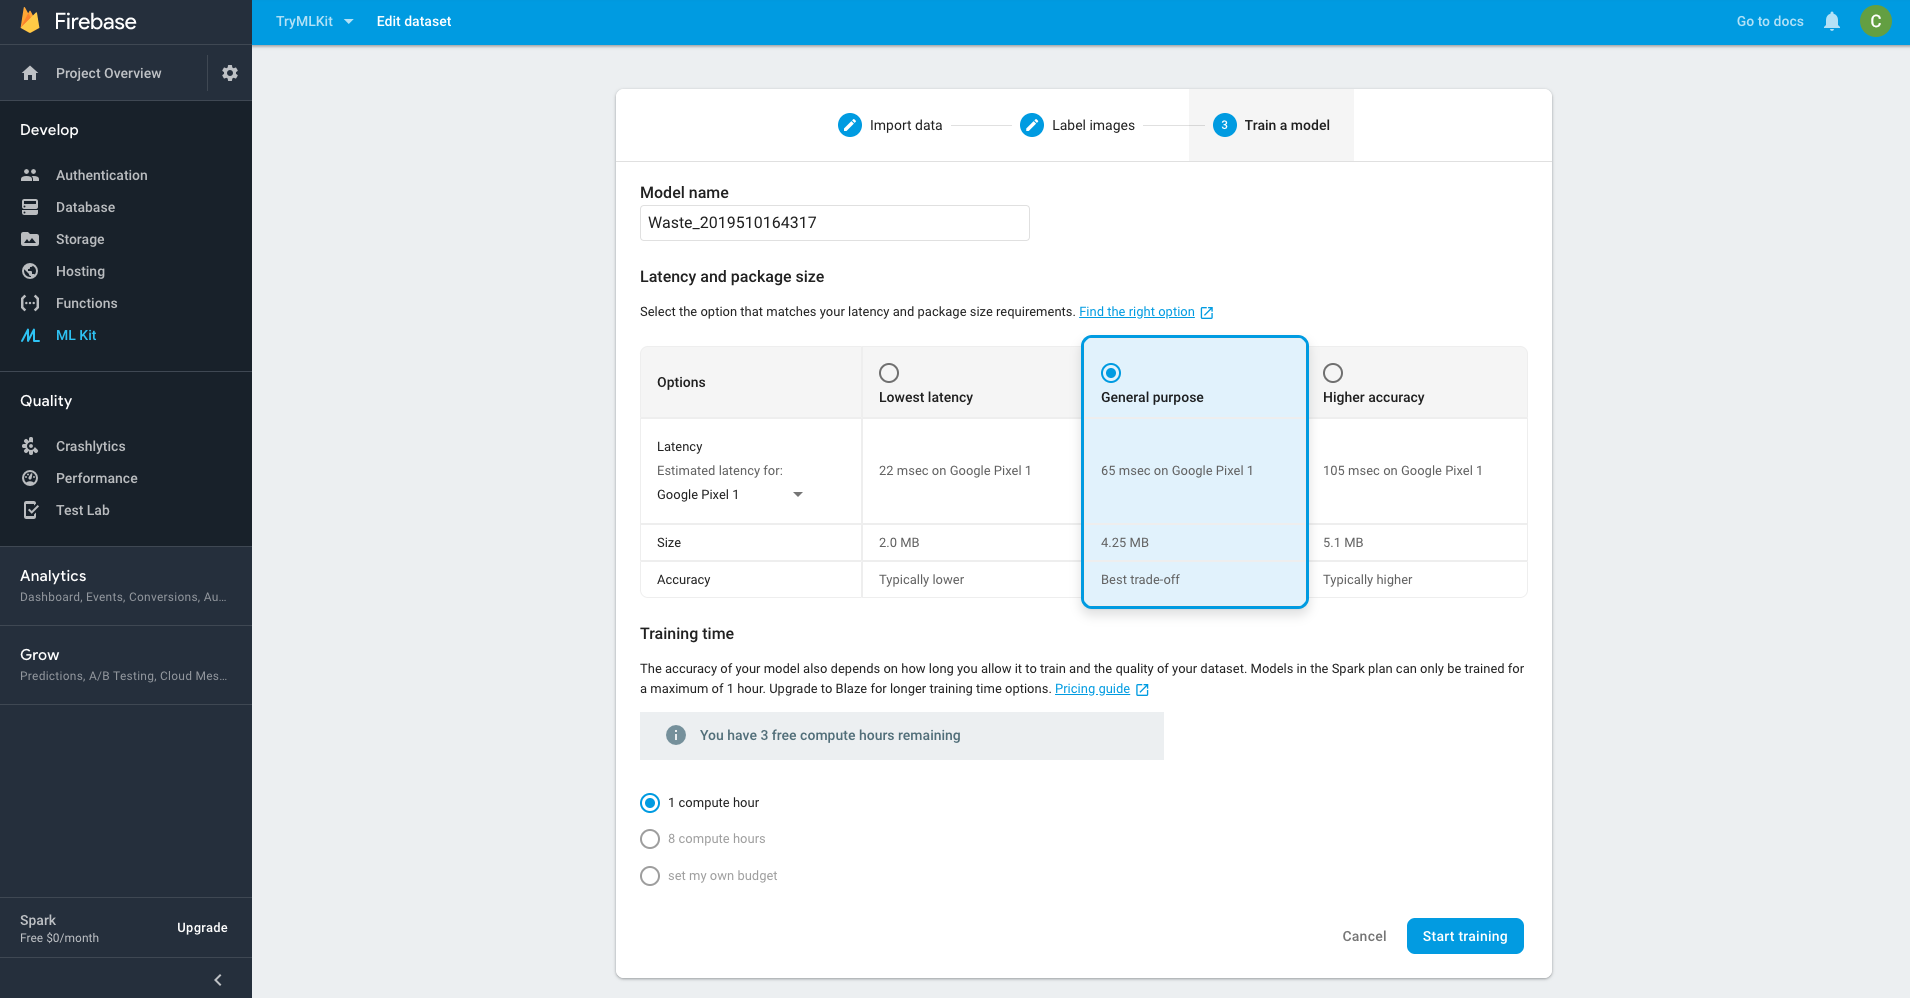 Firebase
Project Overview
Develop
Authentication
Database
Storage
Hosting
Functions
ML Kit
Quality
Crashlytics
Performance
Test Lab
Analytics
Dashboard, Events, Conversions, Au...
Grow
Predictions, A/B Testing, Cloud Mes...
Spark
Free $0/month
Upgrade
TryMLKit
Edit dataset
Go to docs
C
Import data
Label images
3 Train a model
Model name
Waste_2019510164317
Latency and package size
Select the option that matches your latency and package size requirements. Find the right option
Options
Lowest latency
General purpose
Higher accuracy
Latency
Estimated latency for:
Google Pixel 1
22 msec on Google Pixel 1
65 msec on Google Pixel 1
105 msec on Google Pixel 1
Size
2.0 MB
4.25 MB
5.1 MB
Accuracy
Typically lower
Best trade-off
Typically higher
Training time
The accuracy of your model also depends on how long you allow it to train and the quality of your dataset. Models in the Spark plan can only be trained for
a maximum of 1 hour. Upgrade to Blaze for longer training time options. Pricing guide
You have 3 free compute hours remaining
1 compute hour
8 compute hours
set my own budget
Cancel
Start training